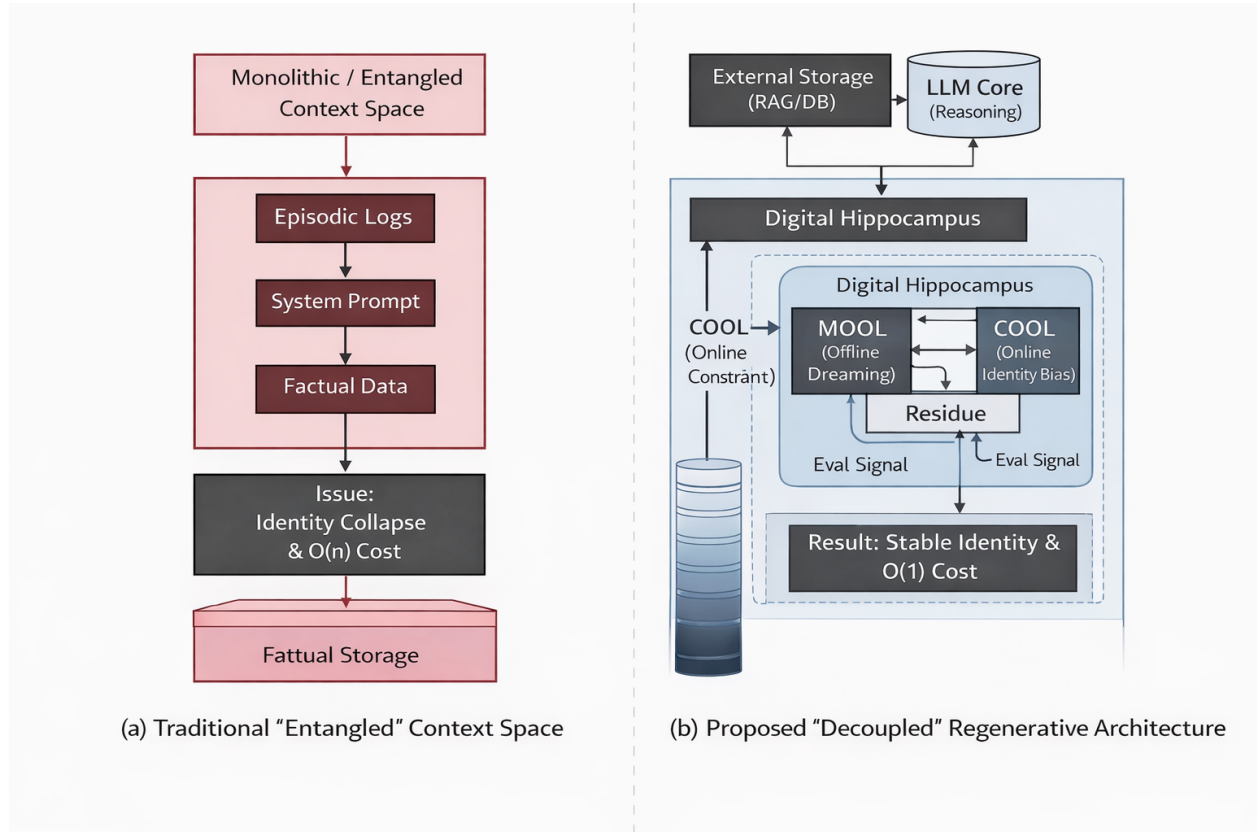 Monolithic / Entangled
Context Space
Episodic Logs
System Prompt
Factual Data
Issue:
Identity Collapse
& O(n) Cost
Fattual Storage
(a) Traditional “Entangled” Context Space
External Storage
(RAG/DB)
LLM Core
(Reasoning)
Digital Hippocampus
COOL
(Online
Constrànt)
Digital Hippocampus
MOOL
(Offline
Dreaming)
COOL
(Online
Identity Bias)
Residue
Eval Signal
Eval Signal
Result: Stable Identity &
O(1) Cost
(b) Proposed “Decoupled” Regenerative Architecture